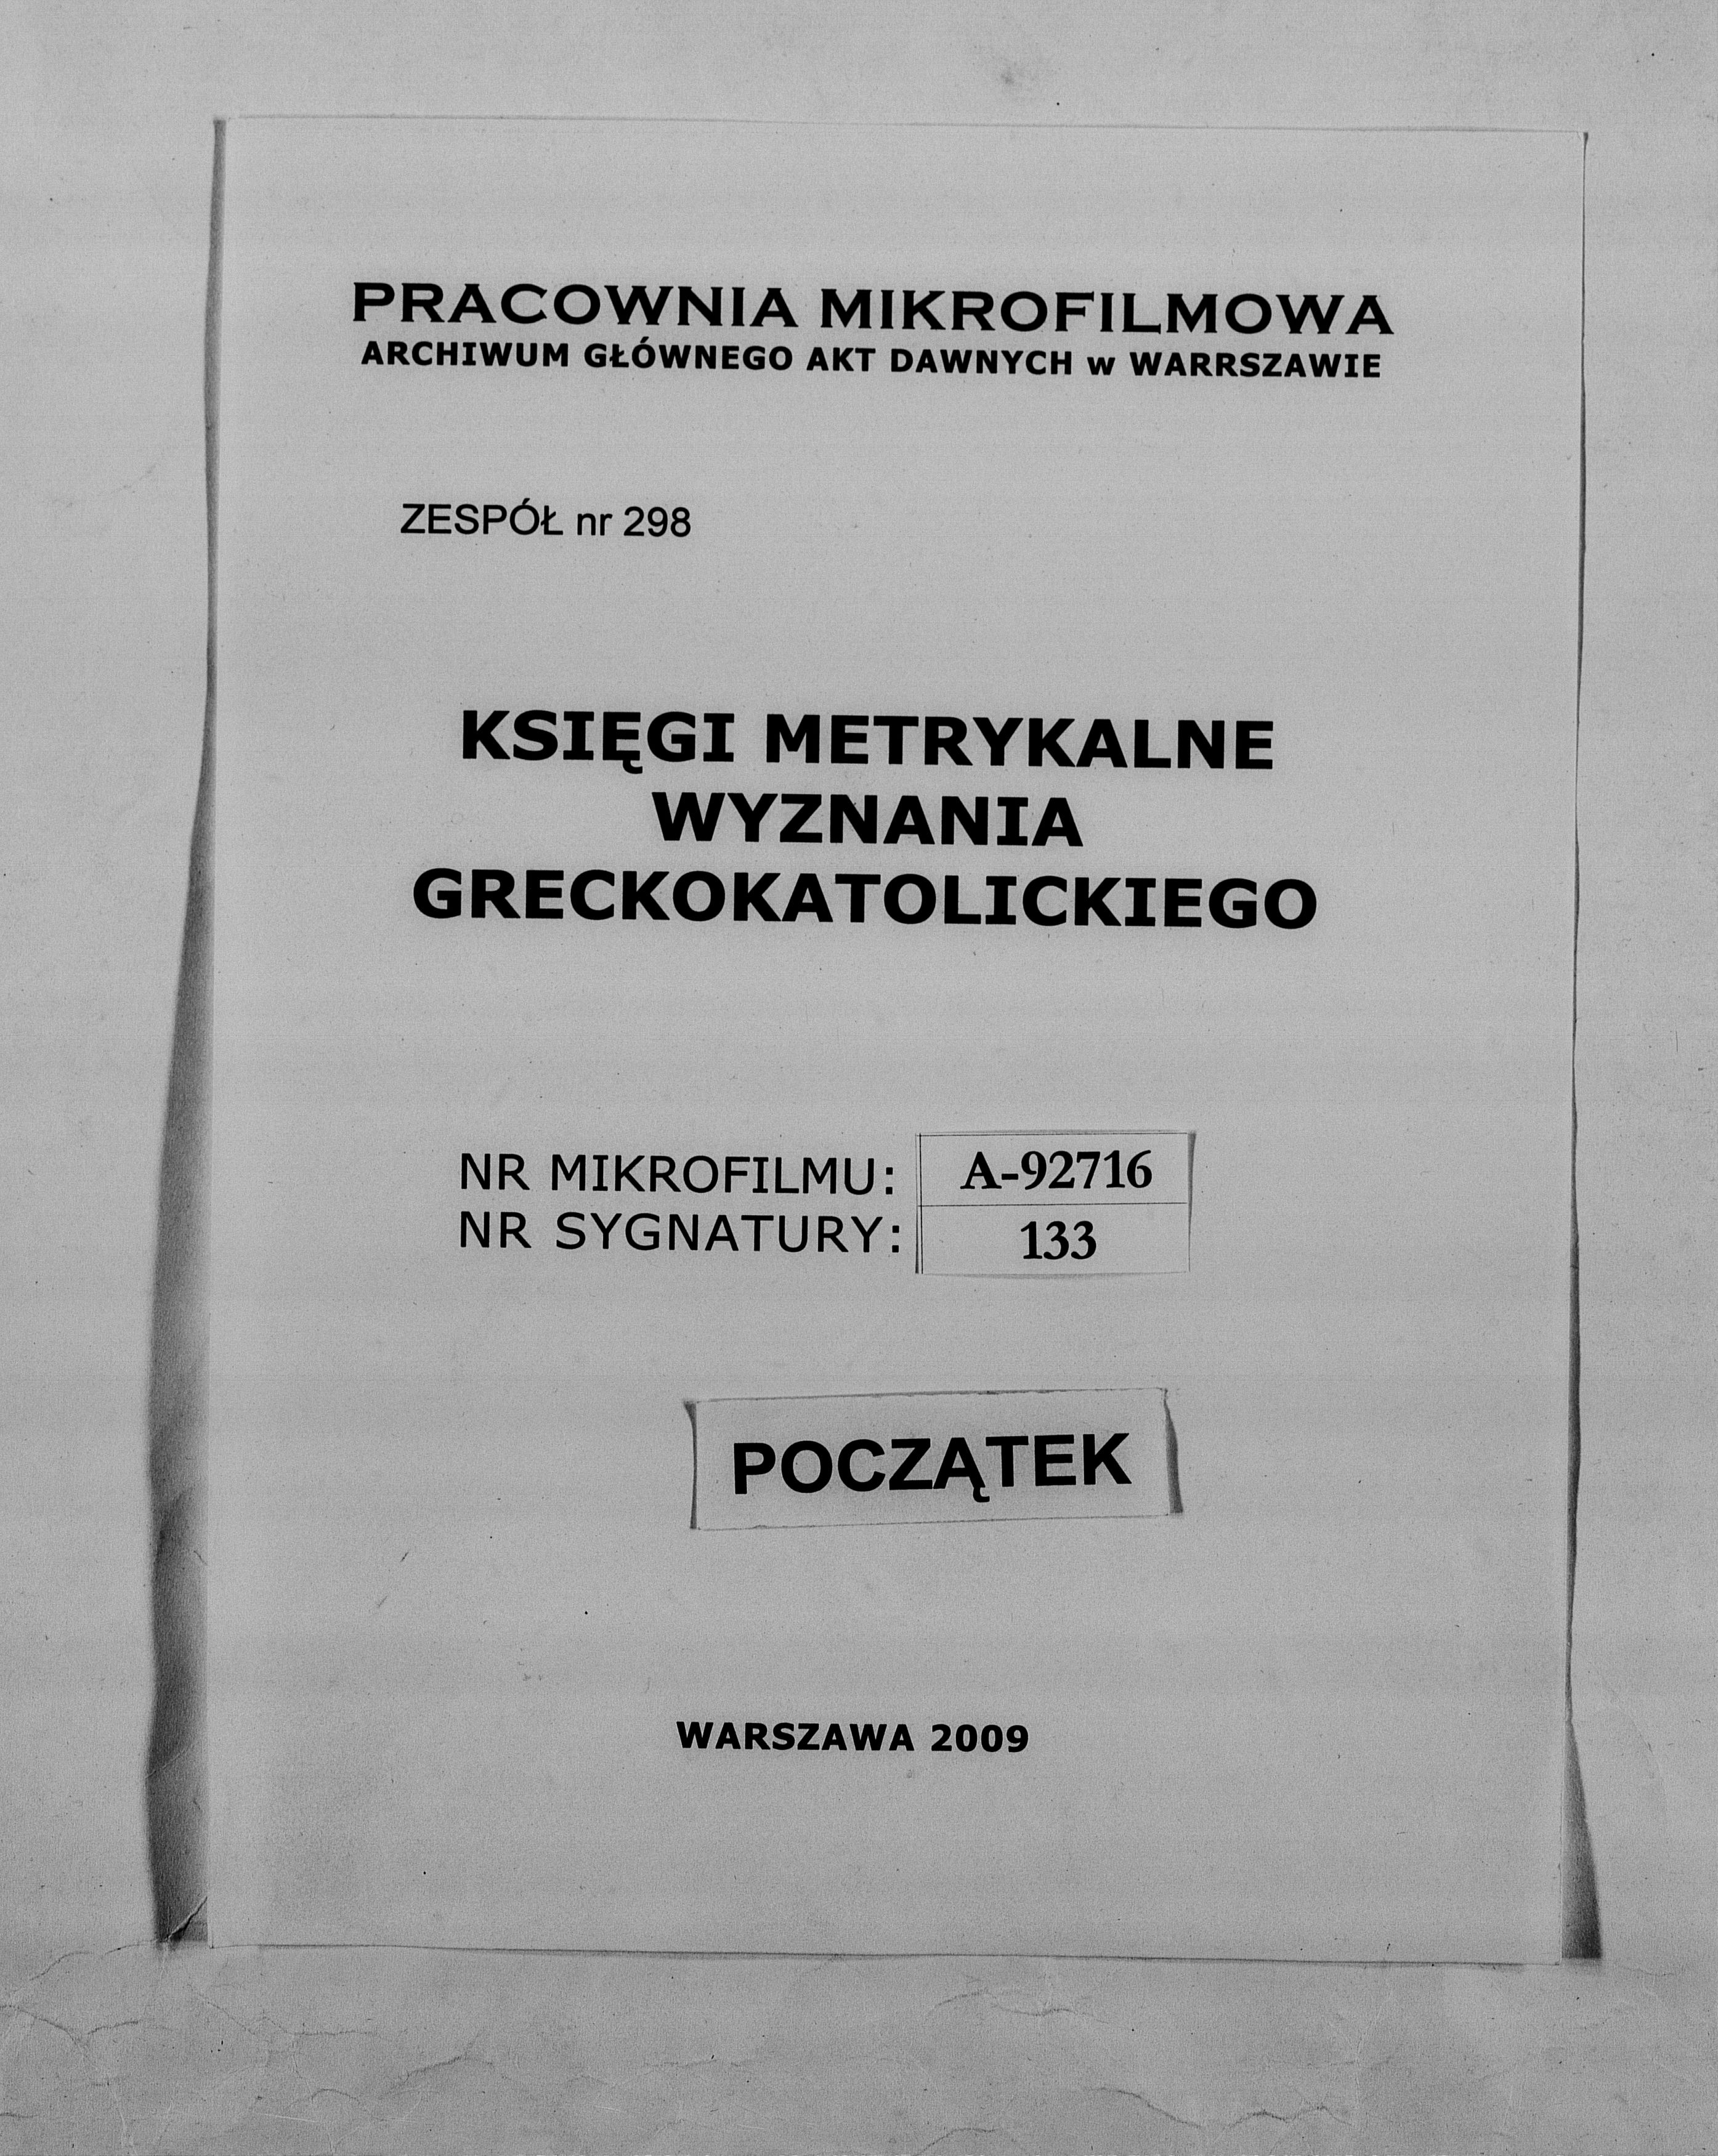 PRACOWNIA MIKROFILMOWA
ARCHIWUM GŁÓWNEGO AKT DAWNYCH w WARRSZAWIE
ZESPÓŁ nr 298
KSIĘGI METRYKALNE
WYZNANIA
GRECKOKATOLICKIEGO
NR MIKROFILMU: A-92716
NR SYGNATURY: 133
POCZĄTEK
WARSZAWA 2009